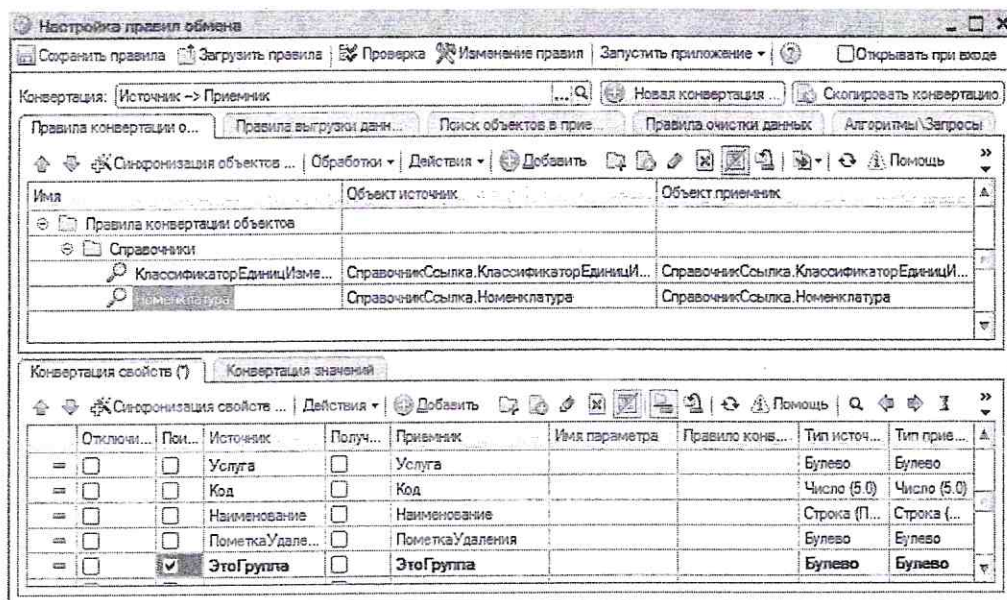 Настройка правил обмена
Сохранить правила Загрузить правила Проверка Изменение правил Запустить приложение Открывать при входе
Конвертация: Источник --> Приемник ... Новая конвертация ... Скопировать конвертацию
Правила конвертации о... Правила выгрузки данн... Поиск объектов в прие... Правила очистки данных Алгоритмы\Запросы
Синхронизация объектов ... Обработки Действия Добавить Помощь
Имя Объект источник Объект приемник
Правила конвертации объектов
Справочники
КлассификаторЕдиницИзме... СправочникСсылка.КлассификаторЕдиницИ... СправочникСсылка.КлассификаторЕдиницИ...
Номенклатура СправочникСсылка.Номенклатура СправочникСсылка.Номенклатура
Конвертация свойств (*) Конвертация значений
Синхронизация свойств ... Действия Добавить Помощь
Отключи... Пои... Источник Получ... Приемник Имя параметра Правило конв... Тип источ... Тип прие...
Услуга Услуга Булево Булево
Код Код Число (5.0) Число (5.0)
Наименование Наименование Строка (П... Строка (...
ПометкаУдале... ПометкаУдаления Булево Булево
ЭтоГруппа ЭтоГруппа Булево Булево